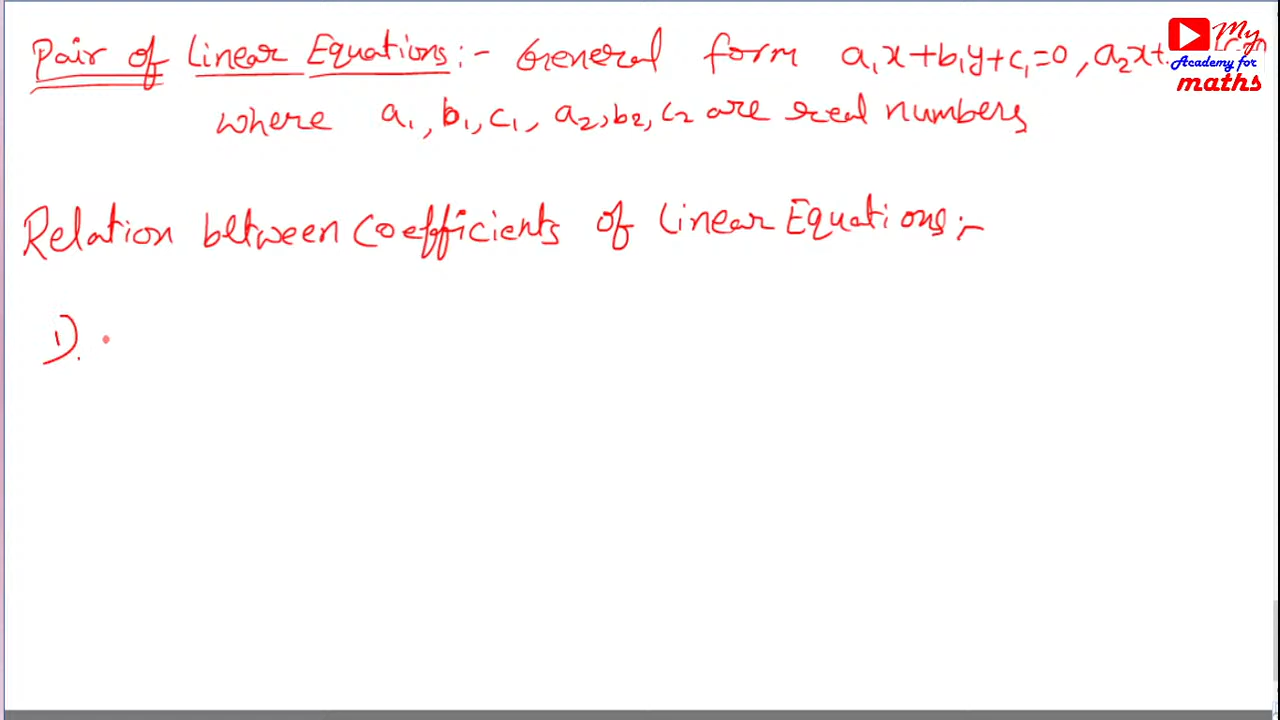 Pair of Linear Equations:- General form a₁x+b₁y+c₁=0, a₂x+
My
Academy for
maths
where a₁, b₁, c₁, a₂, b₂, c₂ are real numbers
Relation between Coefficients of Linear Equations:-
1).